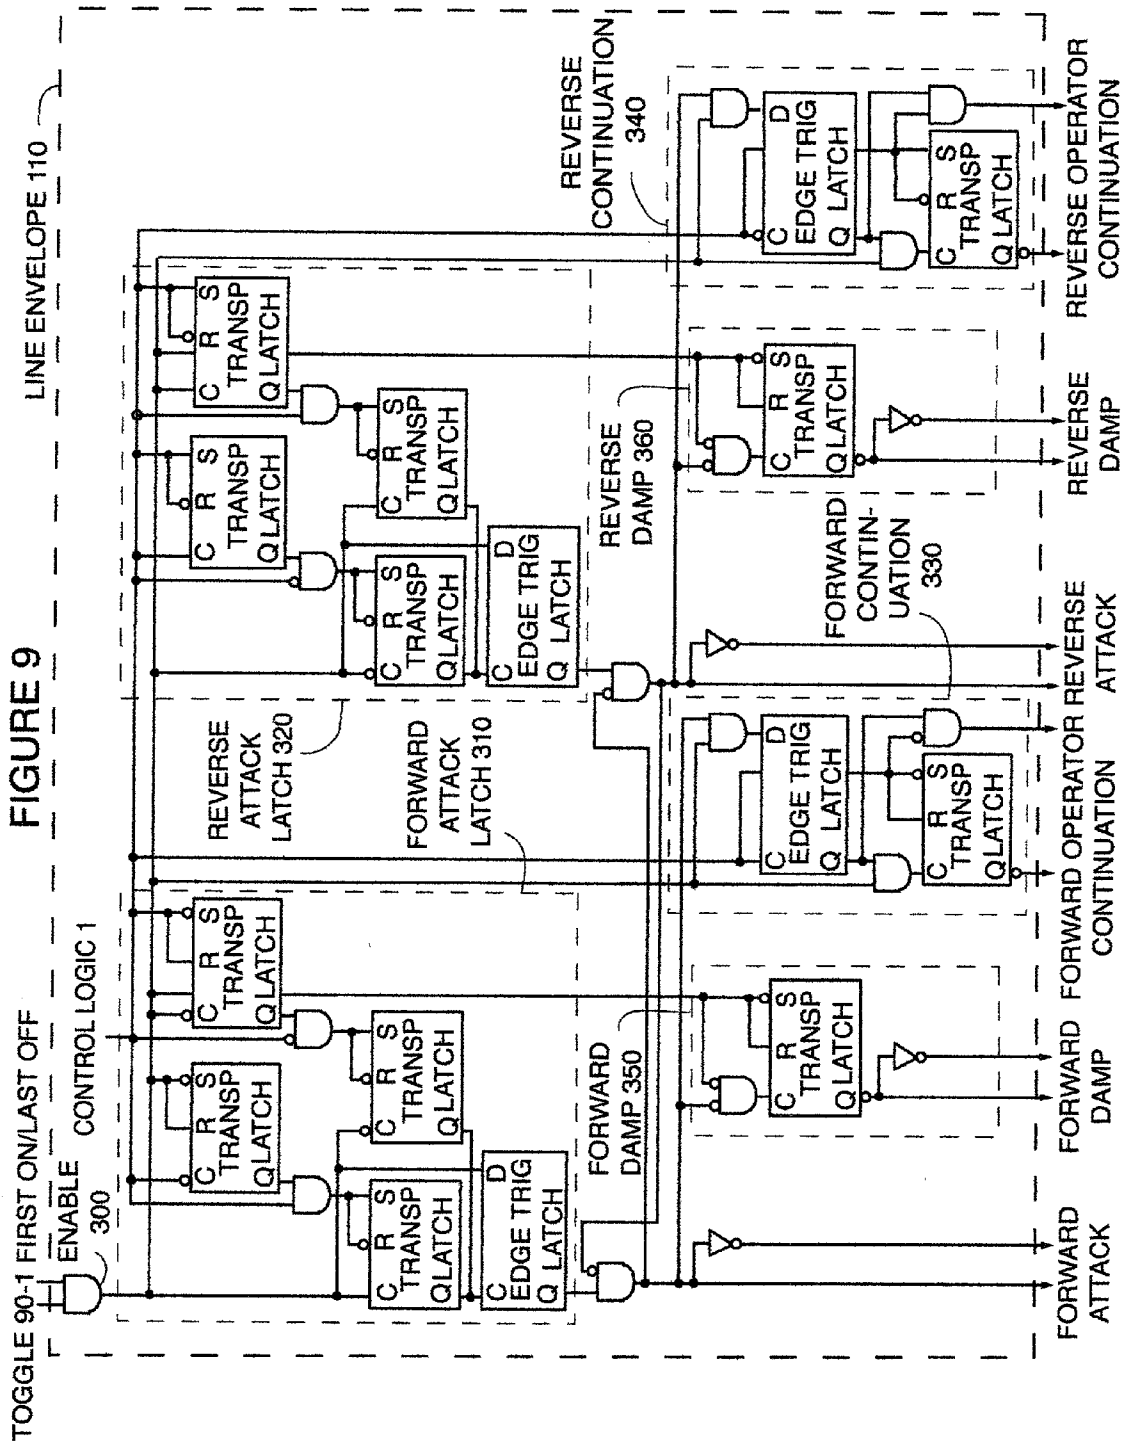 FIGURE 9
TOGGLE 90-1 FIRST ON/LAST OFF
ENABLE
300
CONTROL LOGIC 1
LINE ENVELOPE 110
C R S
TRANSP
Q LATCH
C R S
TRANSP
Q LATCH
C R S
TRANSP
Q LATCH
C R S
TRANSP
Q LATCH
C D
EDGE TRIG
Q LATCH
REVERSE
ATTACK
LATCH 320
FORWARD
ATTACK
LATCH 310
C R S
TRANSP
Q LATCH
C R S
TRANSP
Q LATCH
C R S
TRANSP
Q LATCH
C R S
TRANSP
Q LATCH
C D
EDGE TRIG
Q LATCH
REVERSE
CONTINUATION
340
FORWARD
DAMP 350
C R S
TRANSP
Q LATCH
C D
EDGE TRIG
Q LATCH
C R S
TRANSP
Q LATCH
FORWARD
CONTIN-
UATION
330
REVERSE
DAMP 360
C R S
TRANSP
Q LATCH
C D
EDGE TRIG
Q LATCH
C R S
TRANSP
Q LATCH
FORWARD
ATTACK
FORWARD
DAMP
FORWARD OPERATOR
CONTINUATION
REVERSE
ATTACK
REVERSE
DAMP
REVERSE OPERATOR
CONTINUATION